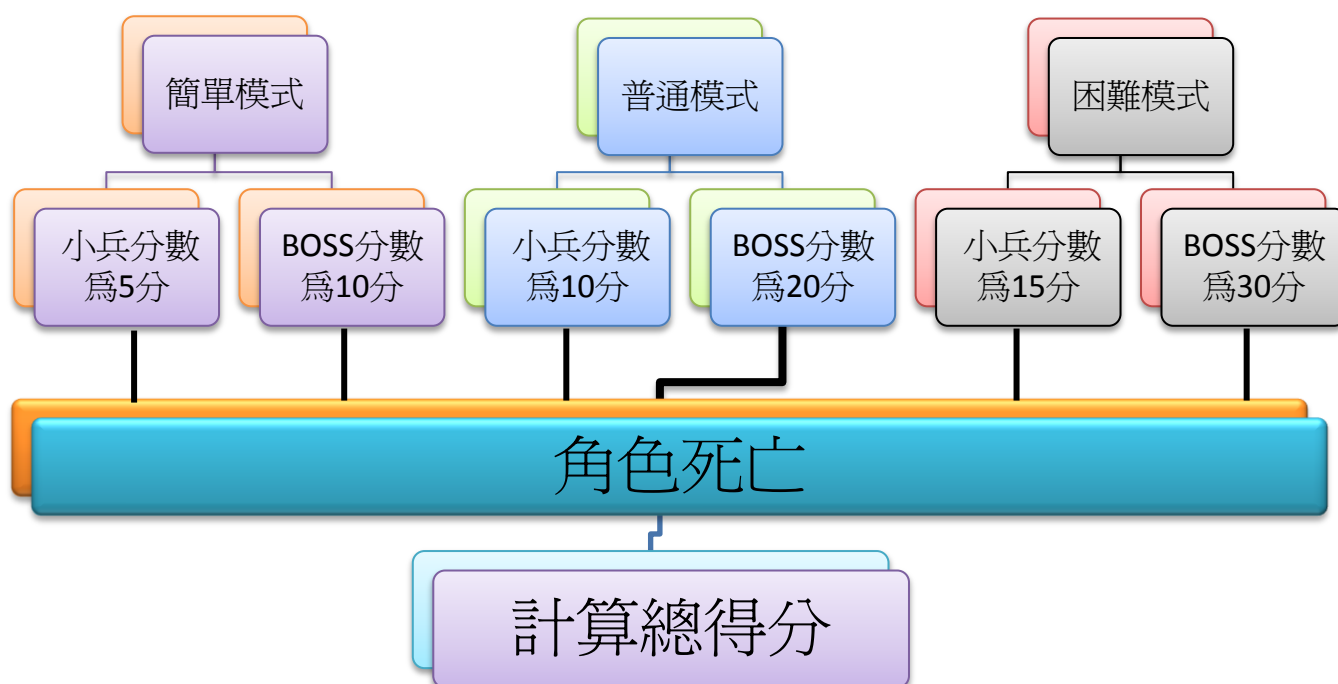 簡單模式
普通模式
困難模式
小兵分數
爲5分
BOSS分數
爲10分
小兵分數
爲10分
BOSS分數
爲20分
小兵分數
爲15分
BOSS分數
爲30分
角色死亡
計算總得分